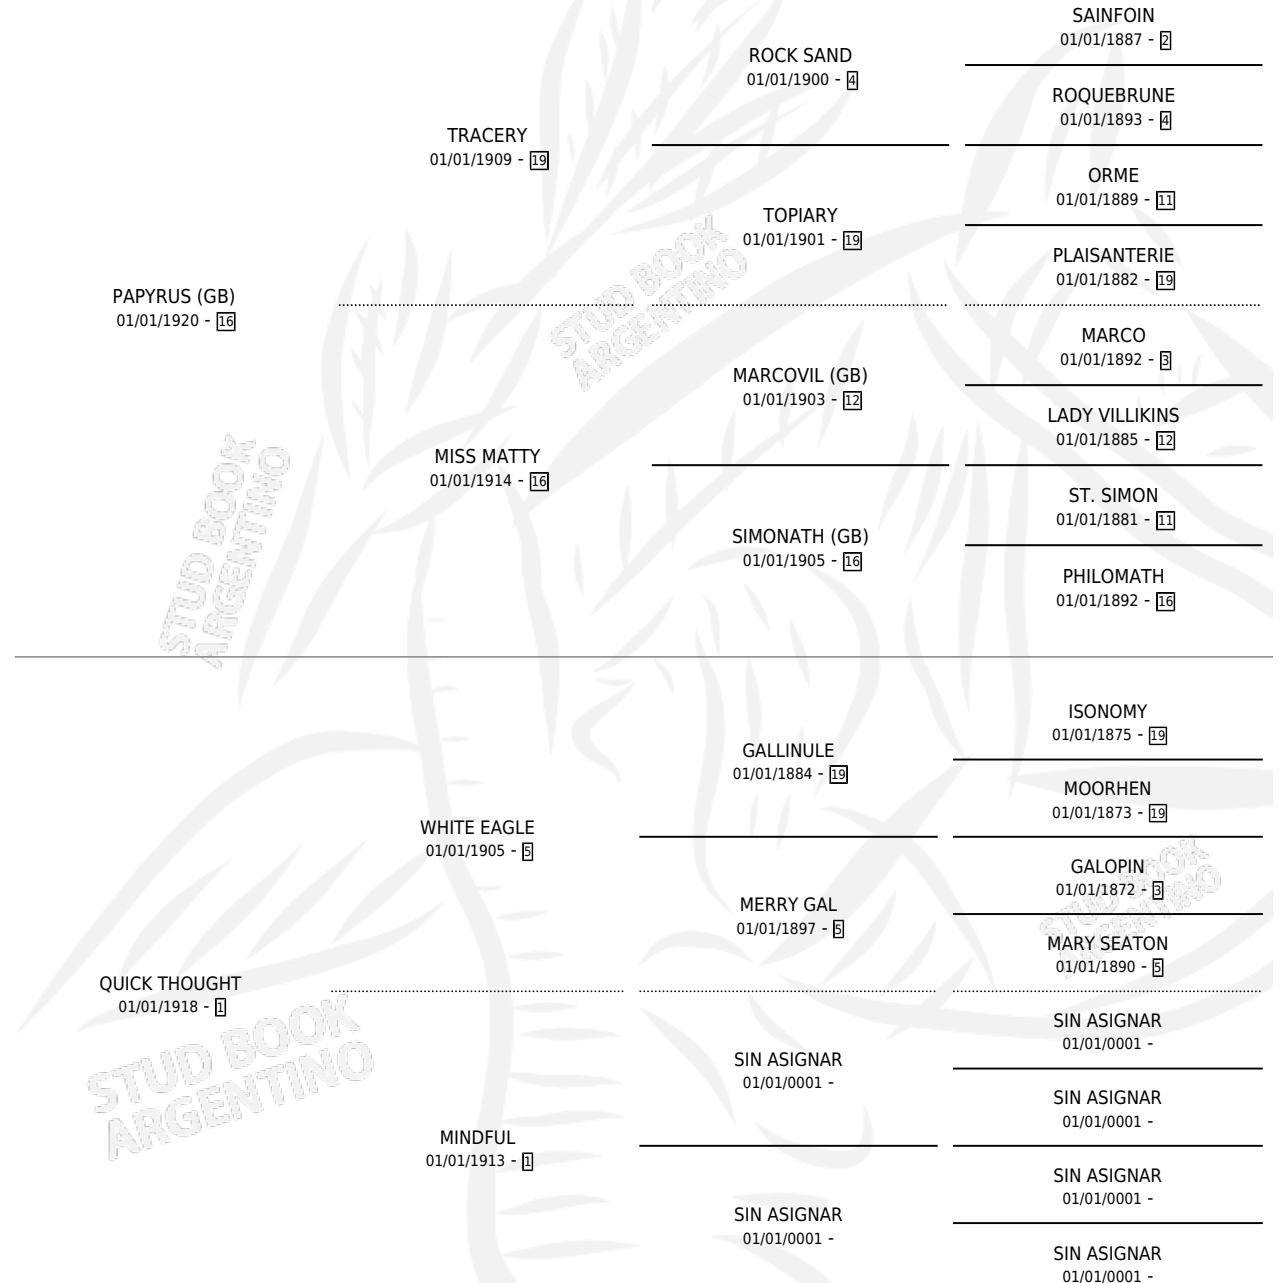 SAINFOIN
01/01/1887 - 2
ROCK SAND
01/01/1900 - 4
ROQUEBRUNE
01/01/1893 - 4
TRACERY
01/01/1909 - 19
ORME
01/01/1889 - 11
TOPIARY
01/01/1901 - 19
PLAISANTERIE
01/01/1882 - 19
PAPYRUS (GB)
01/01/1920 - 16
MARCO
01/01/1892 - 3
MARCOVIL (GB)
01/01/1903 - 12
LADY VILLIKINS
01/01/1885 - 12
MISS MATTY
01/01/1914 - 16
ST. SIMON
01/01/1881 - 11
SIMONATH (GB)
01/01/1905 - 16
PHILOMATH
01/01/1892 - 16
STUD BOOK
ARGENTINO
STUD BOOK
ARGENTINO
ISONOMY
01/01/1875 - 19
GALLINULE
01/01/1884 - 19
MOORHEN
01/01/1873 - 19
WHITE EAGLE
01/01/1905 - 5
GALOPIN
01/01/1872 - 3
MERRY GAL
01/01/1897 - 5
MARY SEATON
01/01/1890 - 5
STUD BOOK
ARGENTINO
QUICK THOUGHT
01/01/1918 - 1
SIN ASIGNAR
01/01/0001 -
SIN ASIGNAR
01/01/0001 -
SIN ASIGNAR
01/01/0001 -
STUD BOOK
ARGENTINO
MINDFUL
01/01/1913 - 1
SIN ASIGNAR
01/01/0001 -
SIN ASIGNAR
01/01/0001 -
SIN ASIGNAR
01/01/0001 -